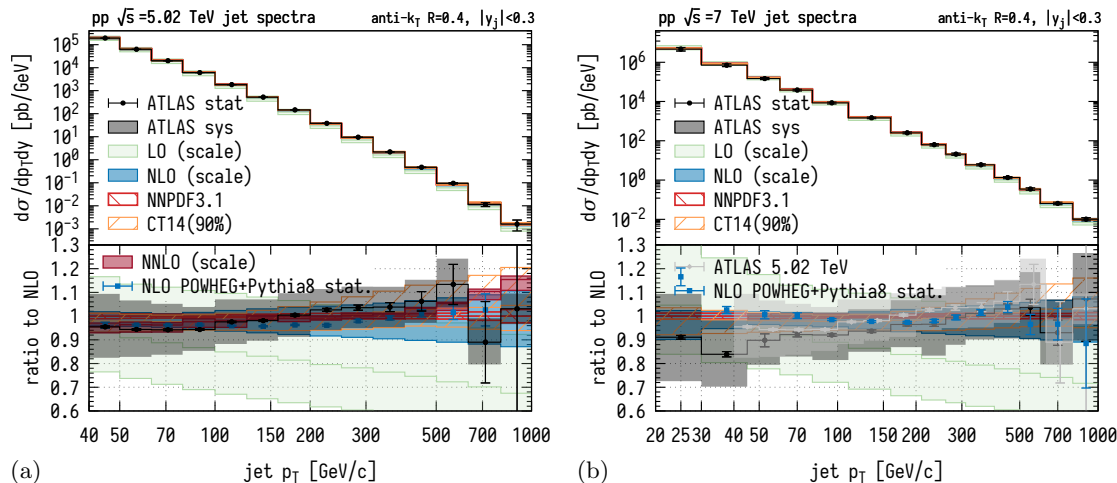 pp √s =5.02 TeV jet spectra
anti-kT R=0.4, |yj|<0.3
dσ/dpTdy [pb/GeV]
10^5
10^4
10^3
10^2
10^1
10^0
10^-1
10^-2
10^-3
ATLAS stat
ATLAS sys
LO (scale)
NLO (scale)
NNPDF3.1
CT14(90%)
ratio to NLO
1.3
1.2
1.1
1
0.9
0.8
0.7
0.6
NNLO (scale)
NLO POWHEG+Pythia8 stat.
40 50 70 100 150 200 300 500 700 1000
jet pT [GeV/c]
(a)
pp √s =7 TeV jet spectra
anti-kT R=0.4, |yj|<0.3
dσ/dpTdy [pb/GeV]
10^6
10^4
10^2
10^0
10^-2
ATLAS stat
ATLAS sys
LO (scale)
NLO (scale)
NNPDF3.1
CT14(90%)
ratio to NLO
1.3
1.2
1.1
1
0.9
0.8
0.7
0.6
ATLAS 5.02 TeV
NLO POWHEG+Pythia8 stat.
20 25 30 40 50 70 100 150 200 300 500 700 1000
jet pT [GeV/c]
(b)